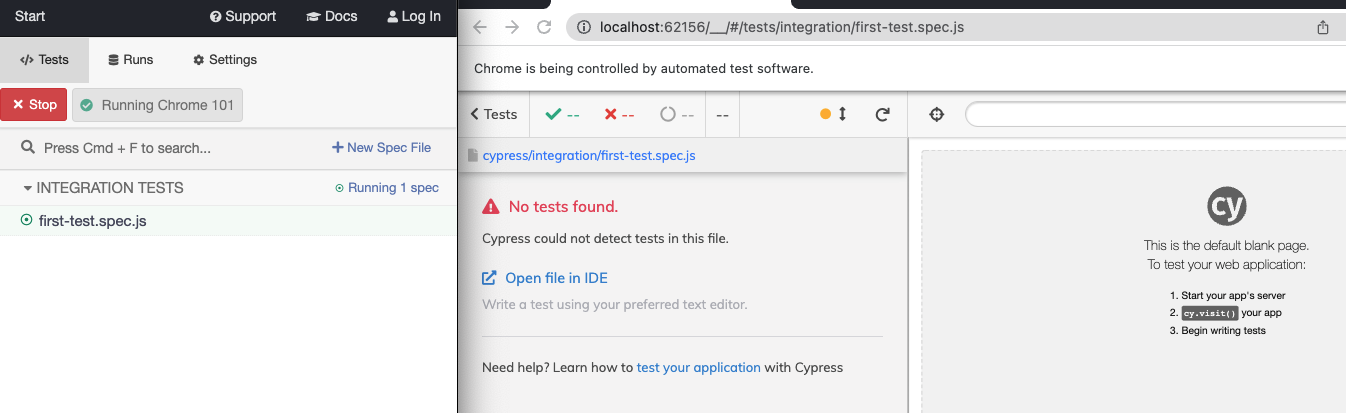 Start
Support
Docs
Log In
Tests
Runs
Settings
Stop
Running Chrome 101
Press Cmd + F to search...
New Spec File
INTEGRATION TESTS
Running 1 spec
first-test.spec.js
localhost:62156/__/#/tests/integration/first-test.spec.js
Chrome is being controlled by automated test software.
Tests
--
--
--
--
cypress/integration/first-test.spec.js
No tests found.
Cypress could not detect tests in this file.
Open file in IDE
Write a test using your preferred text editor.
Need help? Learn how to test your application with Cypress
cy
This is the default blank page.
To test your web application:
1. Start your app's server
2. cy.visit() your app
3. Begin writing tests